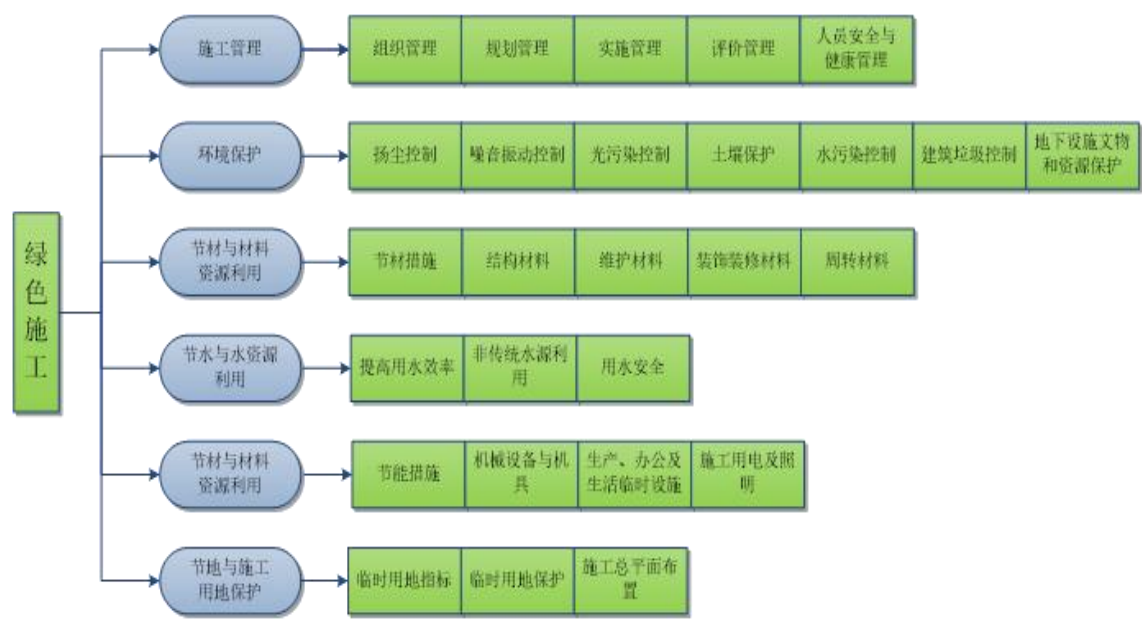 绿
色
施
工
施工管理
组织管理
规划管理
实施管理
评价管理
人员安全与
健康管理
环境保护
扬尘控制
噪音振动控制
光污染控制
土壤保护
水污染控制
建筑垃圾控制
地下设施文物
和资源保护
节材与材料
资源利用
节材措施
结构材料
维护材料
装饰装修材料
周转材料
节水与水资源
利用
提高用水效率
非传统水源利
用
用水安全
节材与材料
资源利用
节能措施
机械设备与机
具
生产、办公及
生活临时设施
施工用电及照
明
节地与施工
用地保护
临时用地指标
临时用地保护
施工总平面布
置